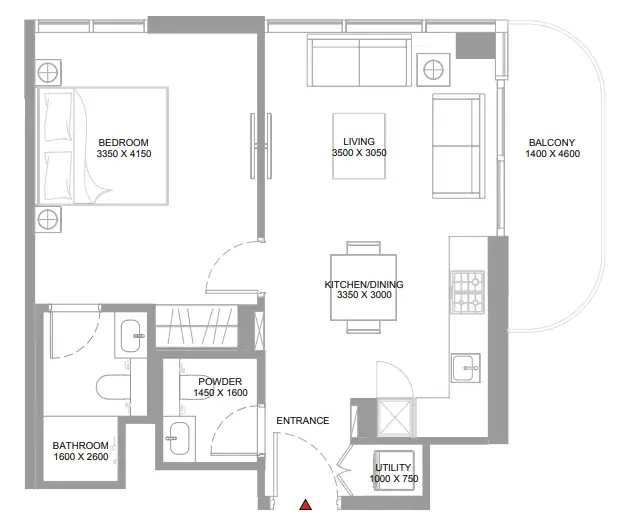 BEDROOM
3350 X 4150
LIVING
3500 X 3050
BALCONY
1400 X 4600
KITCHEN/DINING
3350 X 3000
POWDER
1450 X 1600
ENTRANCE
BATHROOM
1600 X 2600
UTILITY
1000 X 750